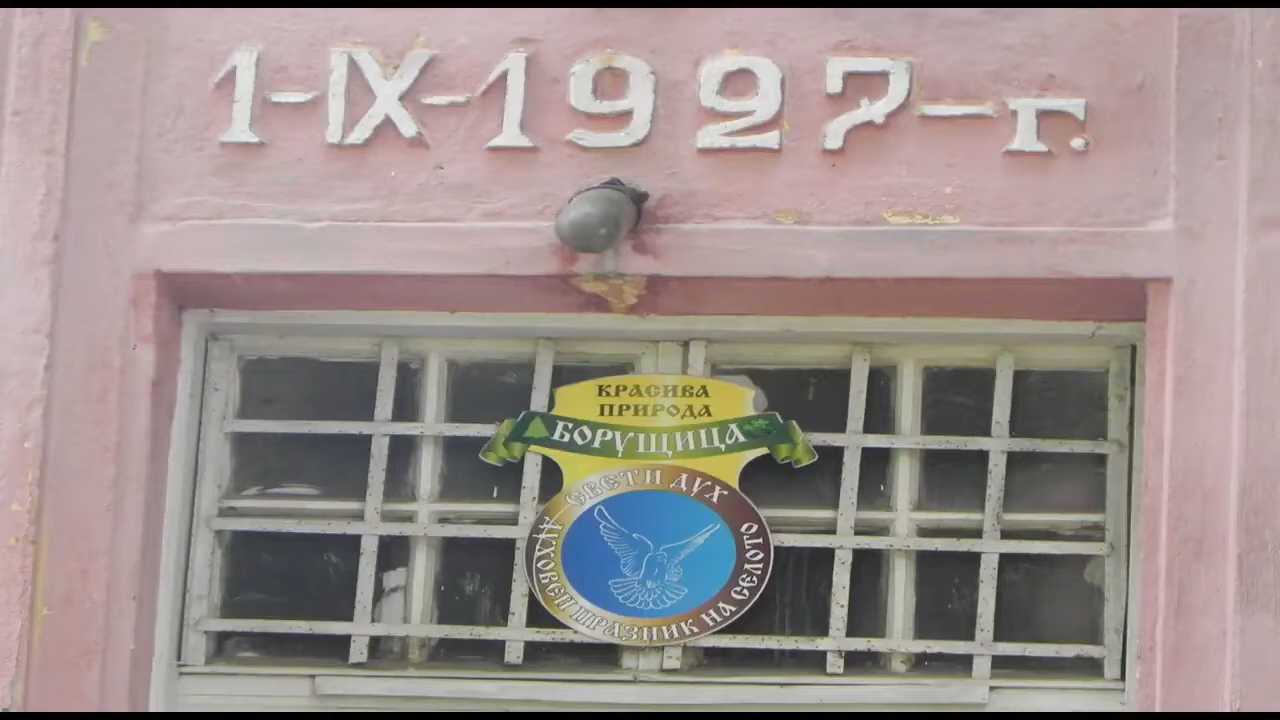 1-IX-1927-г.
КРАСИВА
ПРИРОДА
БОРУЩИЦА
СВЕТИ ДУХ
ДУХОВЕН ПРАЗНИК НА СЕЛОТО